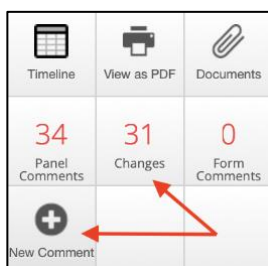 Timeline
View as PDF
Documents
34
Panel
Comments
31
Changes
0
Form
Comments
New Comment